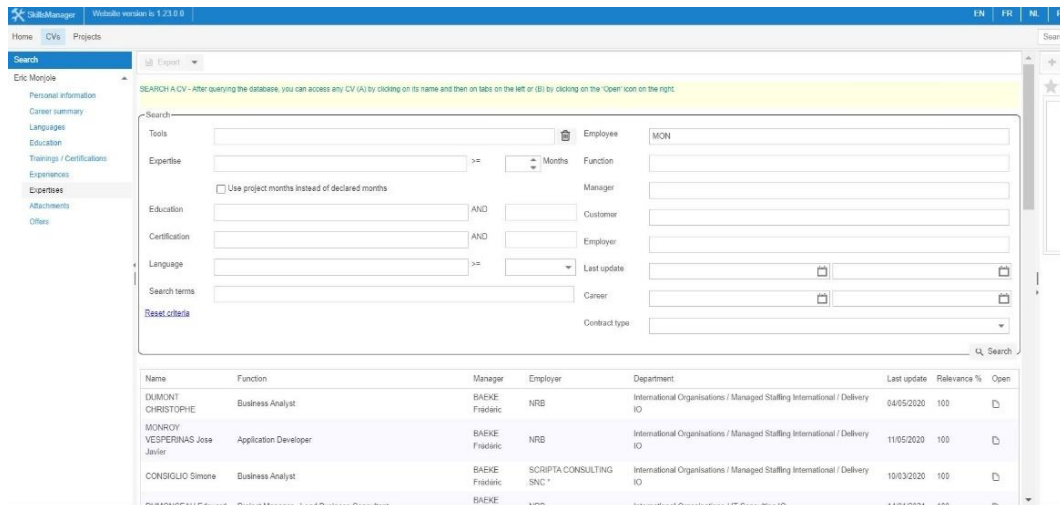 SkillsManager Website version is 1.23.0.0 EN FR NL
Home CVs Projects
Search
Eric Monjoie
Personal information
Career summary
Languages
Education
Trainings / Certifications
Experiences
Expertises
Attachments
Offers
Export
SEARCH A CV - After querying the database, you can access any CV (A) by clicking on its name and then on tabs on the left or (B) by clicking on the 'Open' icon on the right.
Search
Tools Employee MON
Expertise >= Months Function
Use project months instead of declared months Manager
Education AND Customer
Certification AND Employer
Language >= Last update
Search terms Career
Reset criteria Contract type
Search
Name Function Manager Employer Department Last update Relevance % Open
DUMONT CHRISTOPHE Business Analyst BAEKE Frédéric NRB International Organisations / Managed Staffing International / Delivery IO 04/05/2020 100
MONROY VESPERINAS Jose Javier Application Developer BAEKE Frédéric NRB International Organisations / Managed Staffing International / Delivery IO 11/05/2020 100
CONSIGLIO Simone Business Analyst BAEKE Frédéric SCRIPTA CONSULTING SNC * International Organisations / Managed Staffing International / Delivery IO 10/03/2020 100
BAEKE